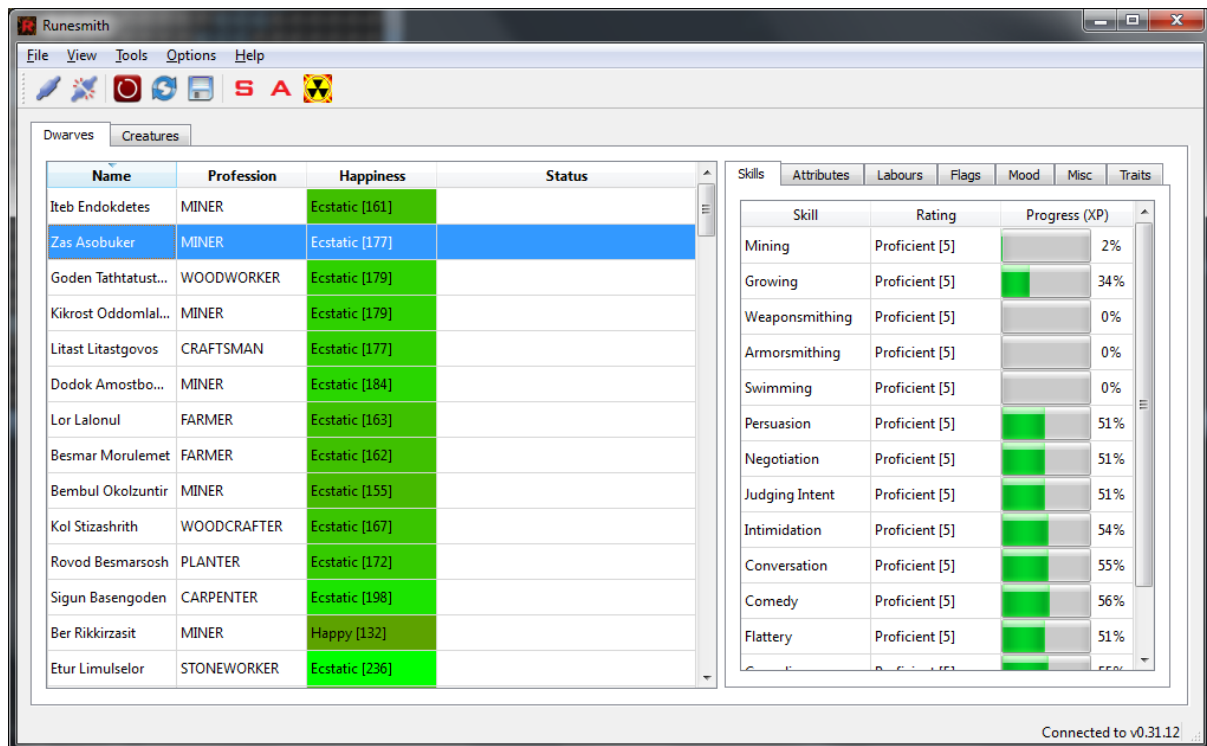 Runesmith
File View Tools Options Help
S A
Dwarves Creatures
Name Profession Happiness Status
Iteb Endokdetes MINER Ecstatic [161]
Zas Asobuker MINER Ecstatic [177]
Goden Tathtatust... WOODWORKER Ecstatic [179]
Kikrost Oddomlal... MINER Ecstatic [179]
Litast Litastgovos CRAFTSMAN Ecstatic [177]
Dodok Amostbo... MINER Ecstatic [184]
Lor Lalonul FARMER Ecstatic [163]
Besmar Morulemet FARMER Ecstatic [162]
Bembul Okolzuntir MINER Ecstatic [155]
Kol Stizashrith WOODCRAFTER Ecstatic [167]
Rovod Besmarsosh PLANTER Ecstatic [172]
Sigun Basengoden CARPENTER Ecstatic [198]
Ber Rikkirzasit MINER Happy [132]
Etur Limulselor STONEWORKER Ecstatic [236]
Skills Attributes Labours Flags Mood Misc Traits
Skill Rating Progress (XP)
Mining Proficient [5] 2%
Growing Proficient [5] 34%
Weaponsmithing Proficient [5] 0%
Armorsmithing Proficient [5] 0%
Swimming Proficient [5] 0%
Persuasion Proficient [5] 51%
Negotiation Proficient [5] 51%
Judging Intent Proficient [5] 51%
Intimidation Proficient [5] 54%
Conversation Proficient [5] 55%
Comedy Proficient [5] 56%
Flattery Proficient [5] 51%
Connected to v0.31.12